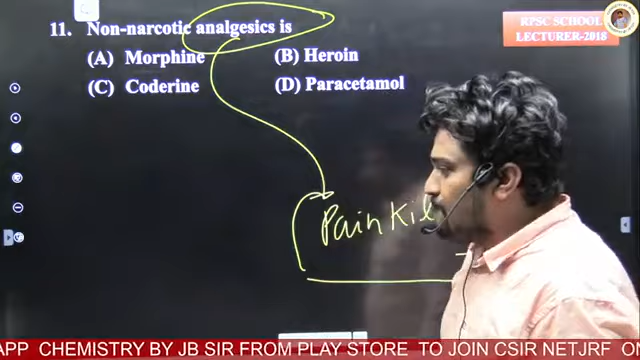 11. Non-narcotic analgesics is
RPSC SCHOOL
LECTURER-2018
(A) Morphine (B) Heroin
(C) Coderine (D) Paracetamol
Pain Kil
APP CHEMISTRY BY JB SIR FROM PLAY STORE TO JOIN CSIR NETJRF